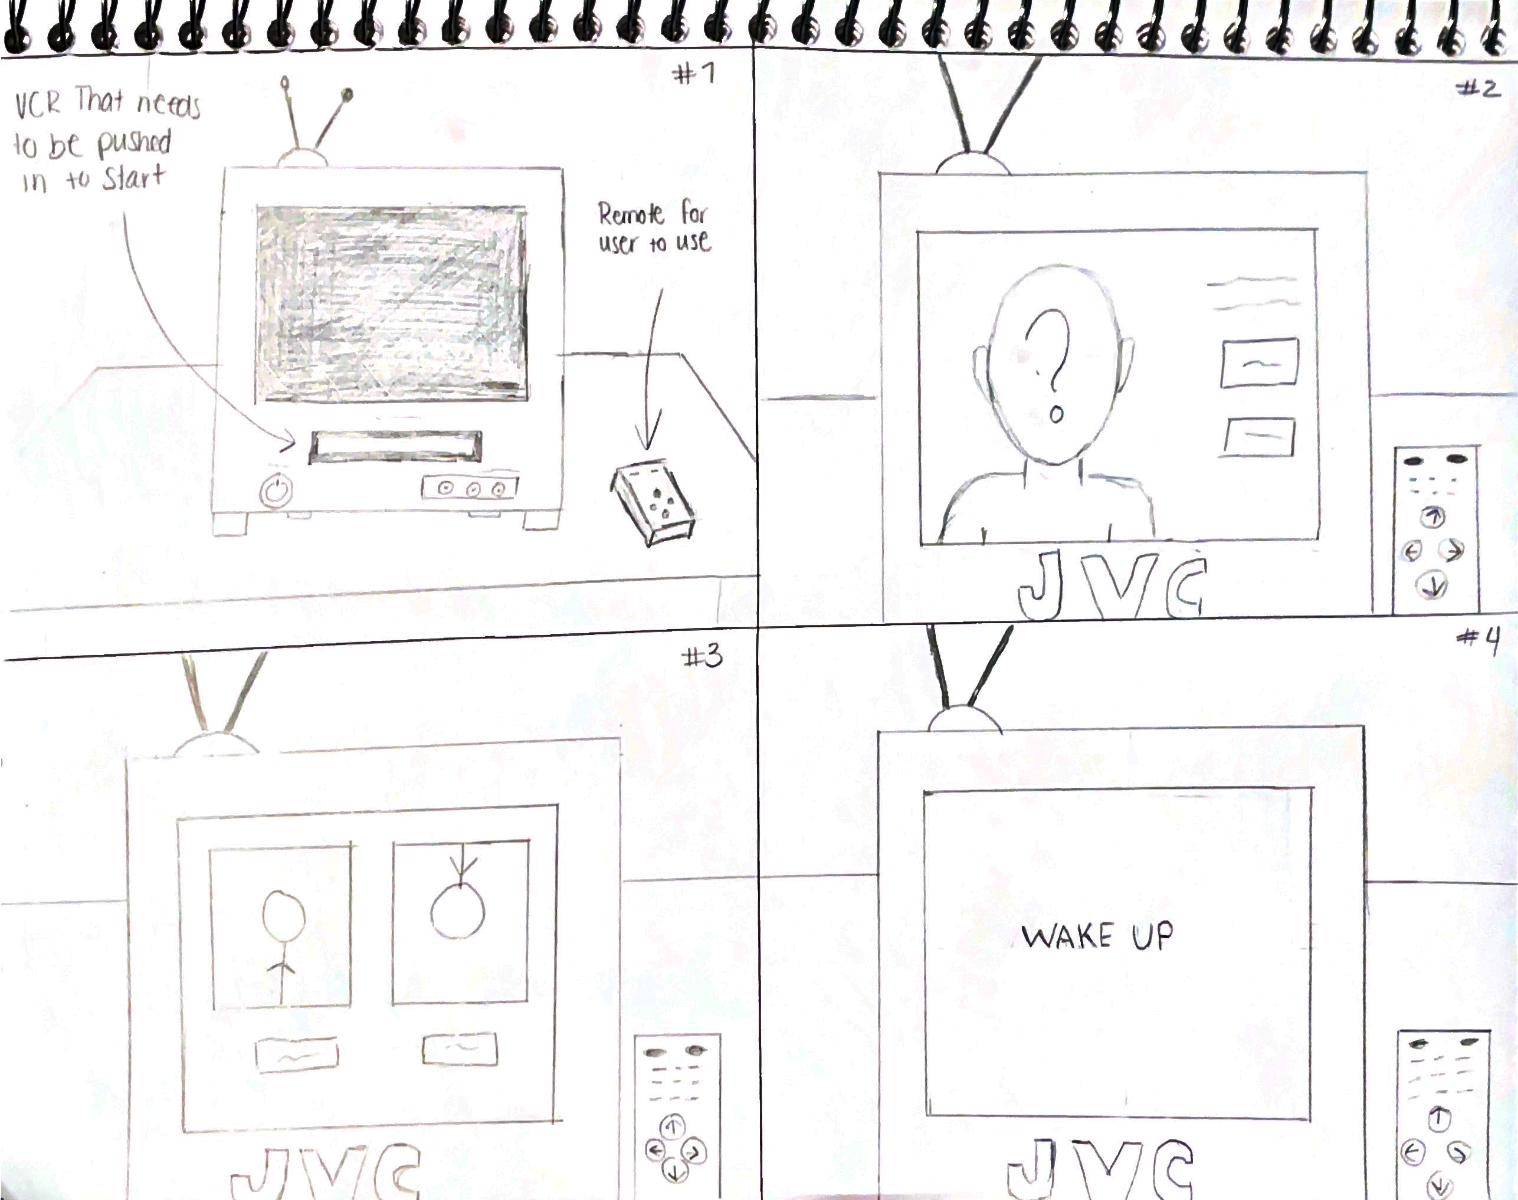 #1
VCR That needs
to be pushed
in to start
Remote for
user to use
#2
?
JVC
#3
JVC
#4
WAKE UP
JVC